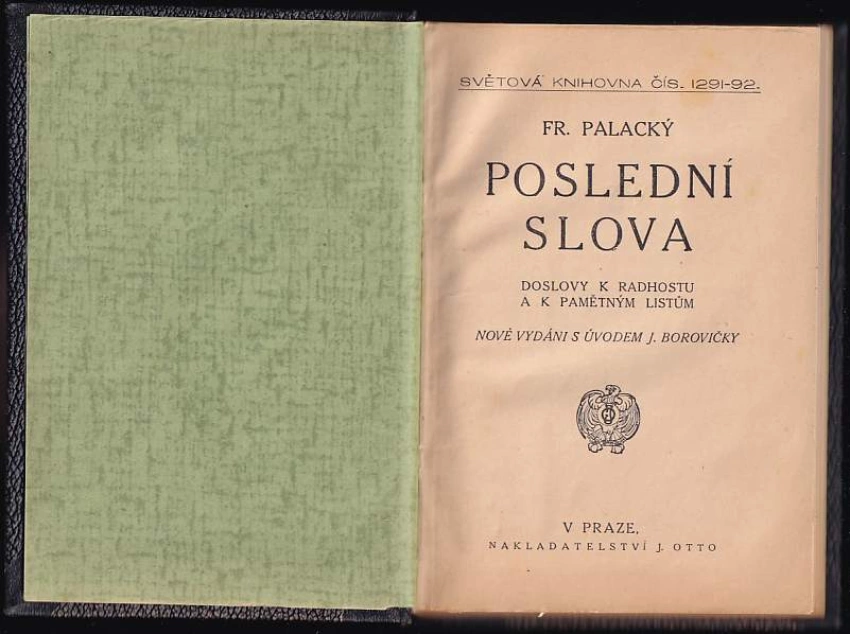 SVĚTOVÁ KNIHOVNA ČÍS. 1291-92.
FR. PALACKÝ
POSLEDNÍ
SLOVA
DOSLOVY K RADHOSTU
A K PAMĚTNÝM LISTŮM
NOVÉ VYDÁNI S ÚVODEM J. BOROVIČKY
V PRAZE,
NAKLADATELSTVÍ J. OTTO